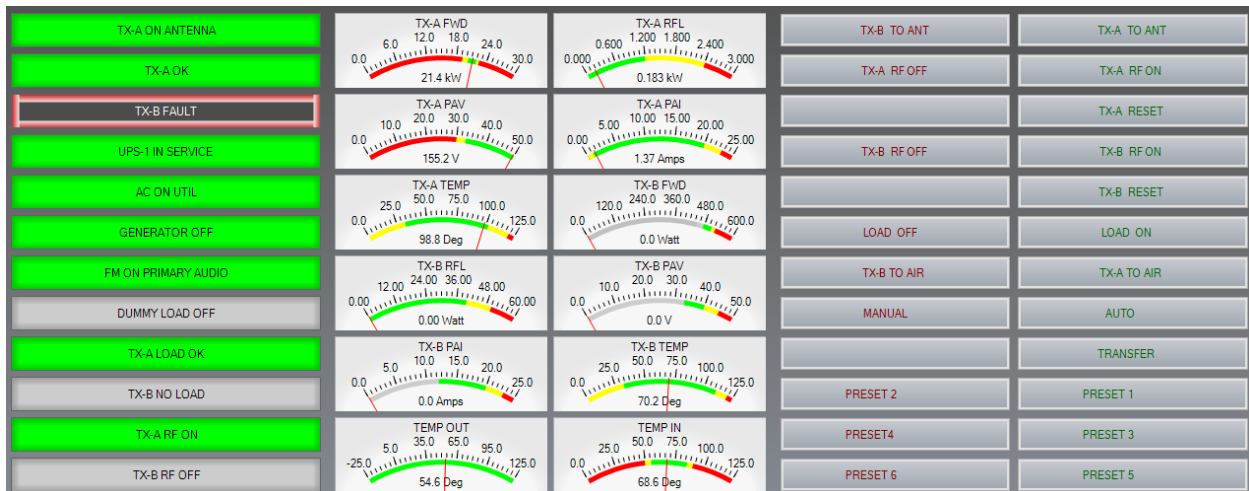 TX-A ON ANTENNA
TX-A OK
TX-B FAULT
UPS-1 IN SERVICE
AC ON UTIL
GENERATOR OFF
FM ON PRIMARY AUDIO
DUMMY LOAD OFF
TX-A LOAD OK
TX-B NO LOAD
TX-A RF ON
TX-B RF OFF
TX-A FWD
0.0 6.0 12.0 18.0 24.0 30.0
21.4 kW
TX-A RFL
0.000 0.600 1.200 1.800 2.400 3.000
0.183 kW
TX-A PAV
0.0 10.0 20.0 30.0 40.0 50.0
155.2 V
TX-A PAI
0.00 5.00 10.00 15.00 20.00 25.00
1.37 Amps
TX-A TEMP
0.0 25.0 50.0 75.0 100.0 125.0
98.8 Deg
TX-B FWD
0.0 120.0 240.0 360.0 480.0 600.0
0.0 Watt
TX-B RFL
0.00 12.00 24.00 36.00 48.00 60.00
0.00 Watt
TX-B PAV
0.0 10.0 20.0 30.0 40.0 50.0
0.0 V
TX-B PAI
0.0 5.0 10.0 15.0 20.0 25.0
0.0 Amps
TX-B TEMP
0.0 25.0 50.0 75.0 100.0 125.0
70.2 Deg
TEMP OUT
-25.0 5.0 35.0 65.0 95.0 125.0
54.6 Deg
TEMP IN
0.0 25.0 50.0 75.0 100.0 125.0
68.6 Deg
TX-B TO ANT
TX-A TO ANT
TX-A RF OFF
TX-A RF ON
TX-A RESET
TX-B RF OFF
TX-B RF ON
TX-B RESET
LOAD OFF
LOAD ON
TX-B TO AIR
TX-A TO AIR
MANUAL
AUTO
TRANSFER
PRESET 2
PRESET 1
PRESET4
PRESET 3
PRESET 6
PRESET 5